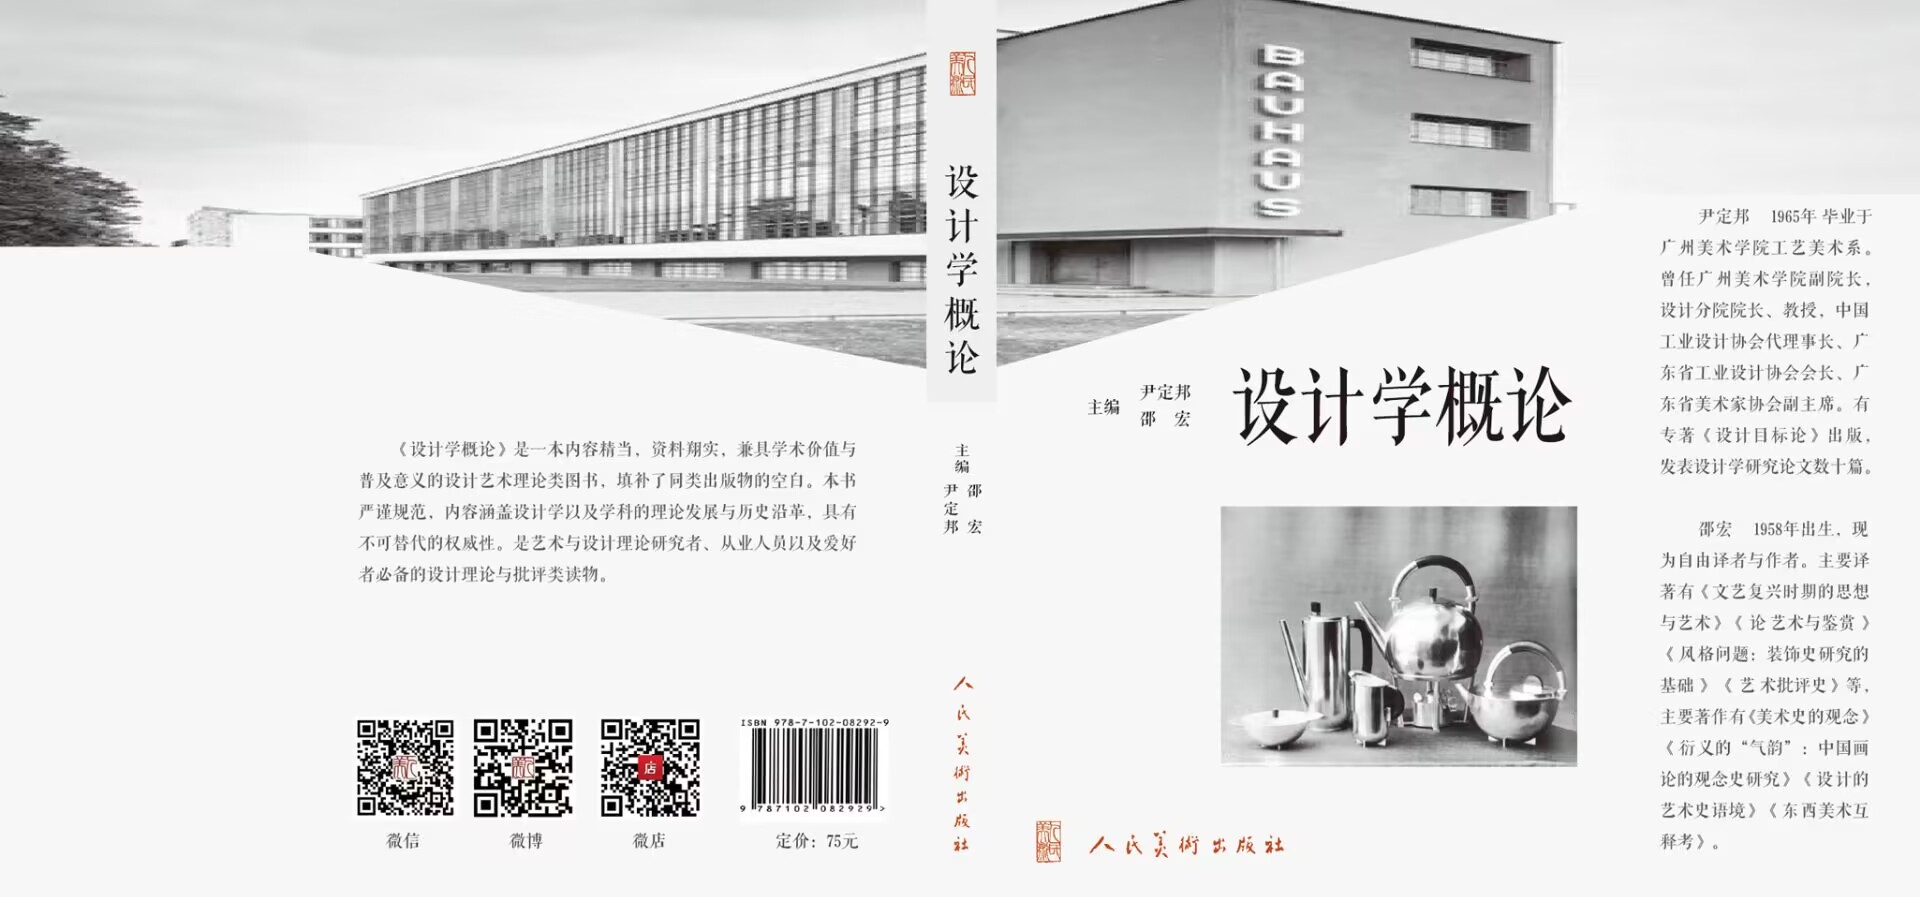 《设计学概论》是一本内容精当，资料翔实，兼具学术价值与
普及意义的设计艺术理论类图书，填补了同类出版物的空白。本书
严谨规范，内容涵盖设计学以及学科的理论发展与历史沿革，具有
不可替代的权威性。是艺术与设计理论研究者、从业人员以及爱好
者必备的设计理论与批评类读物。
微信
微博
店
微店
ISBN 978-7-102-08292-9
9 787102 082929 >
定价：75元
设计学概论
主编
尹定邦
邵 宏
人民美術出版社
BAUHAUS
主编
尹定邦
邵 宏
设计学概论
人民美術出版社
尹定邦 1965年 毕业于
广州美术学院工艺美术系。
曾任广州美术学院副院长，
设计分院院长、教授，中国
工业设计协会代理事长、广
东省工业设计协会会长、广
东省美术家协会副主席。有
专著《设计目标论》出版，
发表设计学研究论文数十篇。
邵宏 1958年出生，现
为自由译者与作者。主要译
著有《文艺复兴时期的思想
与艺术》《论艺术与鉴赏》
《风格问题：装饰史研究的
基础》《艺术批评史》等，
主要著作有《美术史的观念》
《衍义的“气韵”：中国画
论的观念史研究》《设计的
艺术史语境》《东西美术互
释考》。